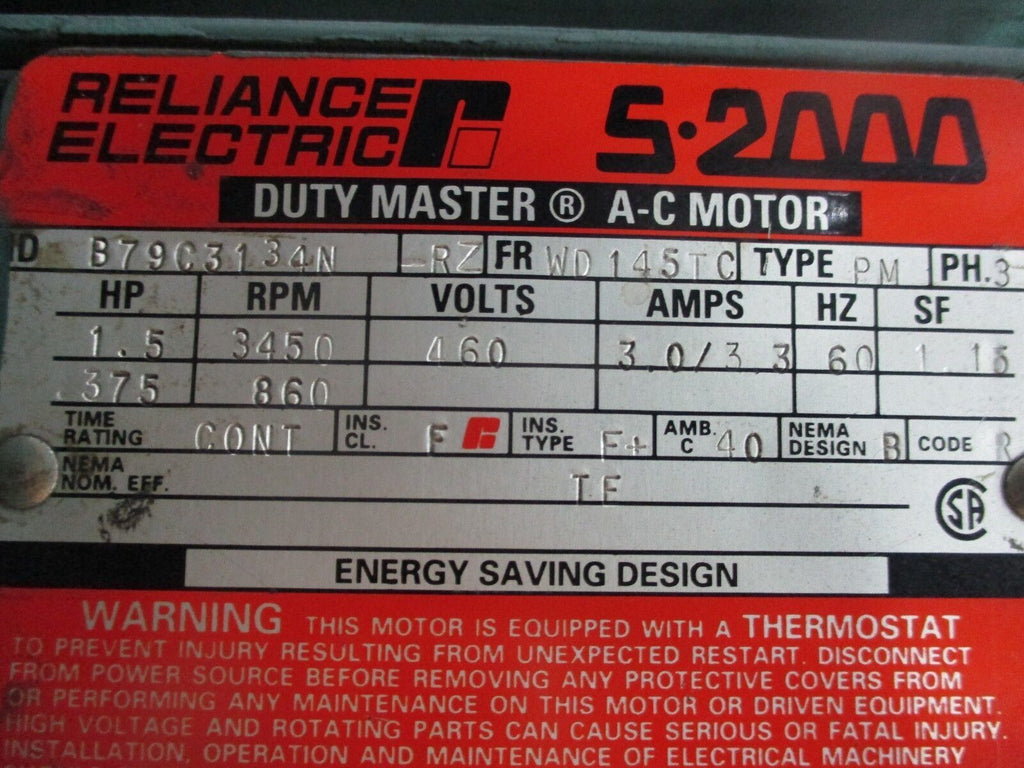 RELIANCE
ELECTRIC
S·2000
DUTY MASTER ® A-C MOTOR
ID B79C3134N -RZ FR WD145TC TYPE PM PH.3
HP RPM VOLTS AMPS HZ SF
1.5 3450 460 3.0/3.3 60 1.15
.375 860
TIME RATING CONT INS. CL. F INS. TYPE F+ AMB. C 40 NEMA DESIGN B CODE R
NEMA
NOM. EFF. TE
CSA
ENERGY SAVING DESIGN
WARNING THIS MOTOR IS EQUIPPED WITH A THERMOSTAT
TO PREVENT INJURY RESULTING FROM UNEXPECTED RESTART. DISCONNECT
FROM POWER SOURCE BEFORE REMOVING ANY PROTECTIVE COVERS FROM
OR PERFORMING ANY MAINTENANCE ON THIS MOTOR OR DRIVEN EQUIPMENT.
HIGH VOLTAGE AND ROTATING PARTS CAN CAUSE SERIOUS OR FATAL INJURY.
INSTALLATION, OPERATION AND MAINTENANCE OF ELECTRICAL MACHINERY